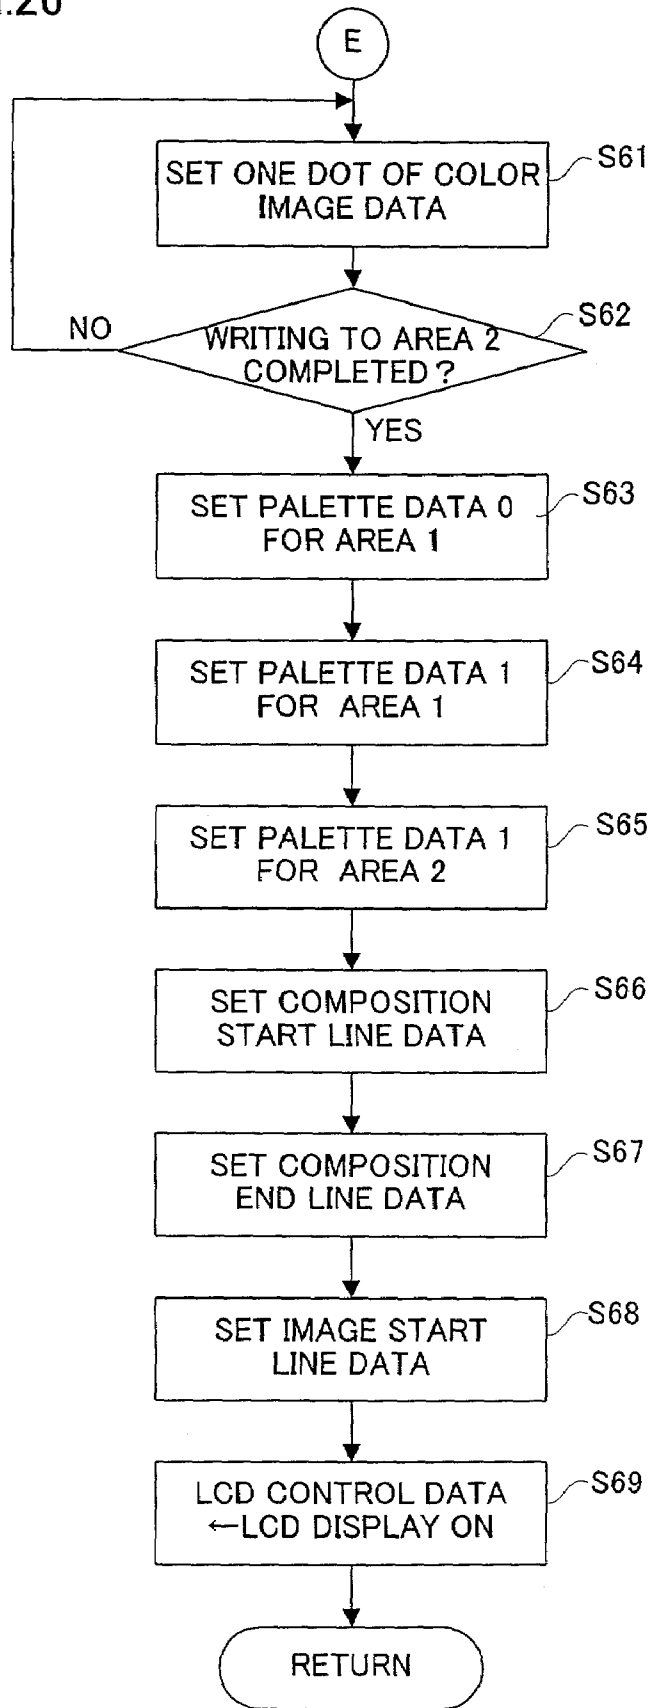 E
SET ONE DOT OF COLOR
IMAGE DATA
S61
WRITING TO AREA 2
COMPLETED?
S62
NO
YES
SET PALETTE DATA 0
FOR AREA 1
S63
SET PALETTE DATA 1
FOR AREA 1
S64
SET PALETTE DATA 1
FOR AREA 2
S65
SET COMPOSITION
START LINE DATA
S66
SET COMPOSITION
END LINE DATA
S67
SET IMAGE START
LINE DATA
S68
LCD CONTROL DATA
←LCD DISPLAY ON
S69
RETURN